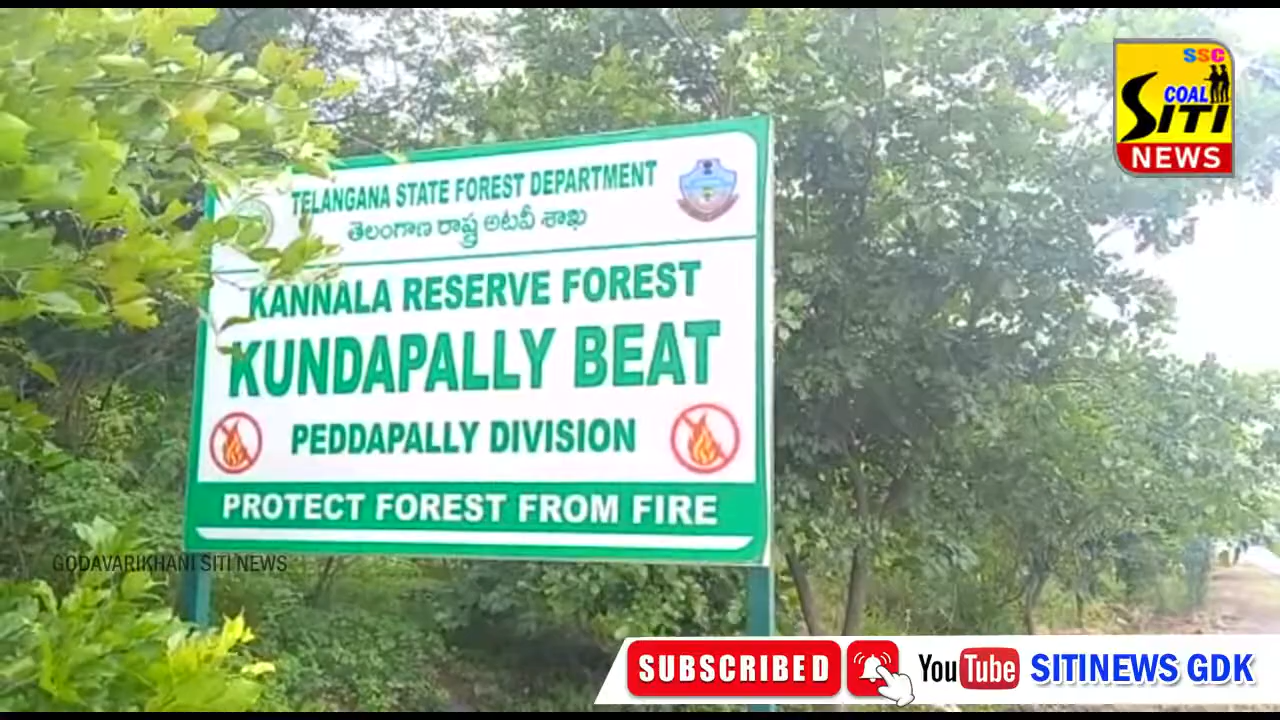 SSC
COAL
SITI
NEWS
TELANGANA STATE FOREST DEPARTMENT
తెలంగాణ రాష్ట్ర అటవీ శాఖ
KANNALA RESERVE FOREST
KUNDAPALLY BEAT
PEDDAPALLY DIVISION
PROTECT FOREST FROM FIRE
GODAVARIKHANI SITI NEWS
SUBSCRIBED
YouTube SITINEWS GDK